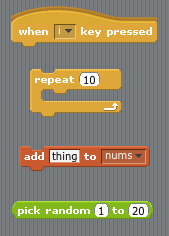 when i key pressed
repeat 10
add thing to nums
pick random 1 to 20